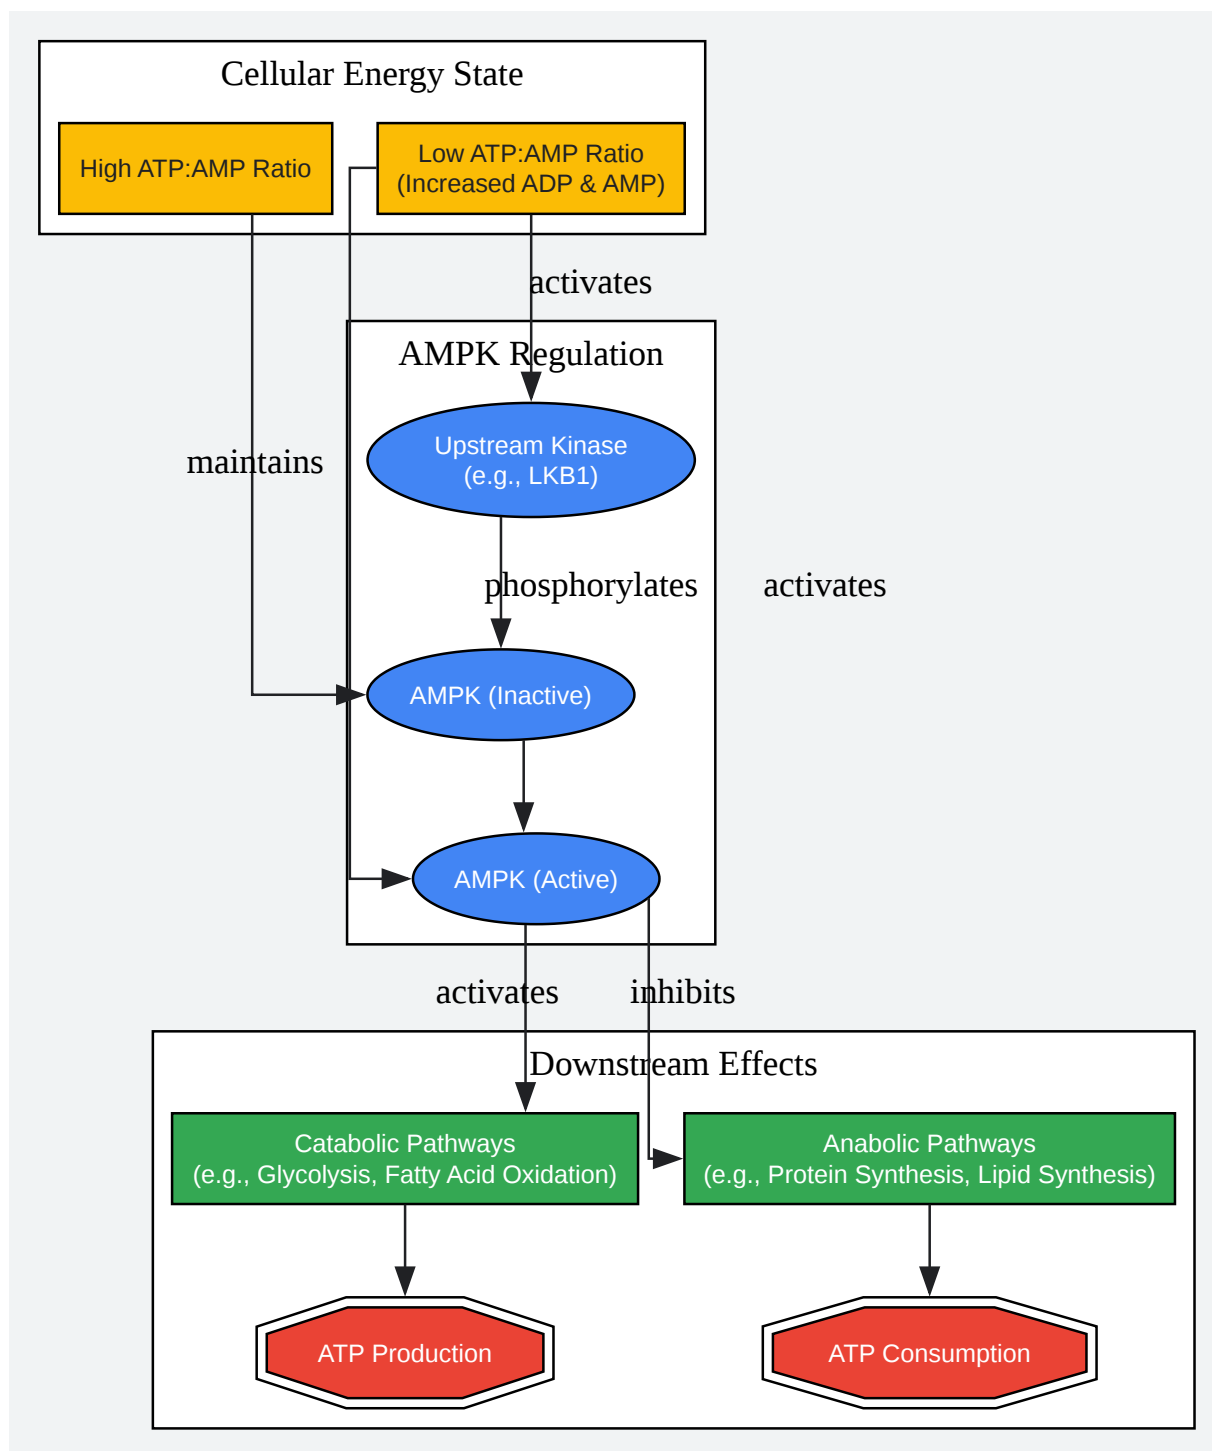 Cellular Energy State
High ATP:AMP Ratio
Low ATP:AMP Ratio
(Increased ADP & AMP)
activates
AMPK Regulation
Upstream Kinase
(e.g., LKB1)
maintains
phosphorylates
activates
AMPK (Inactive)
AMPK (Active)
activates
inhibits
Downstream Effects
Catabolic Pathways
(e.g., Glycolysis, Fatty Acid Oxidation)
Anabolic Pathways
(e.g., Protein Synthesis, Lipid Synthesis)
ATP Production
ATP Consumption